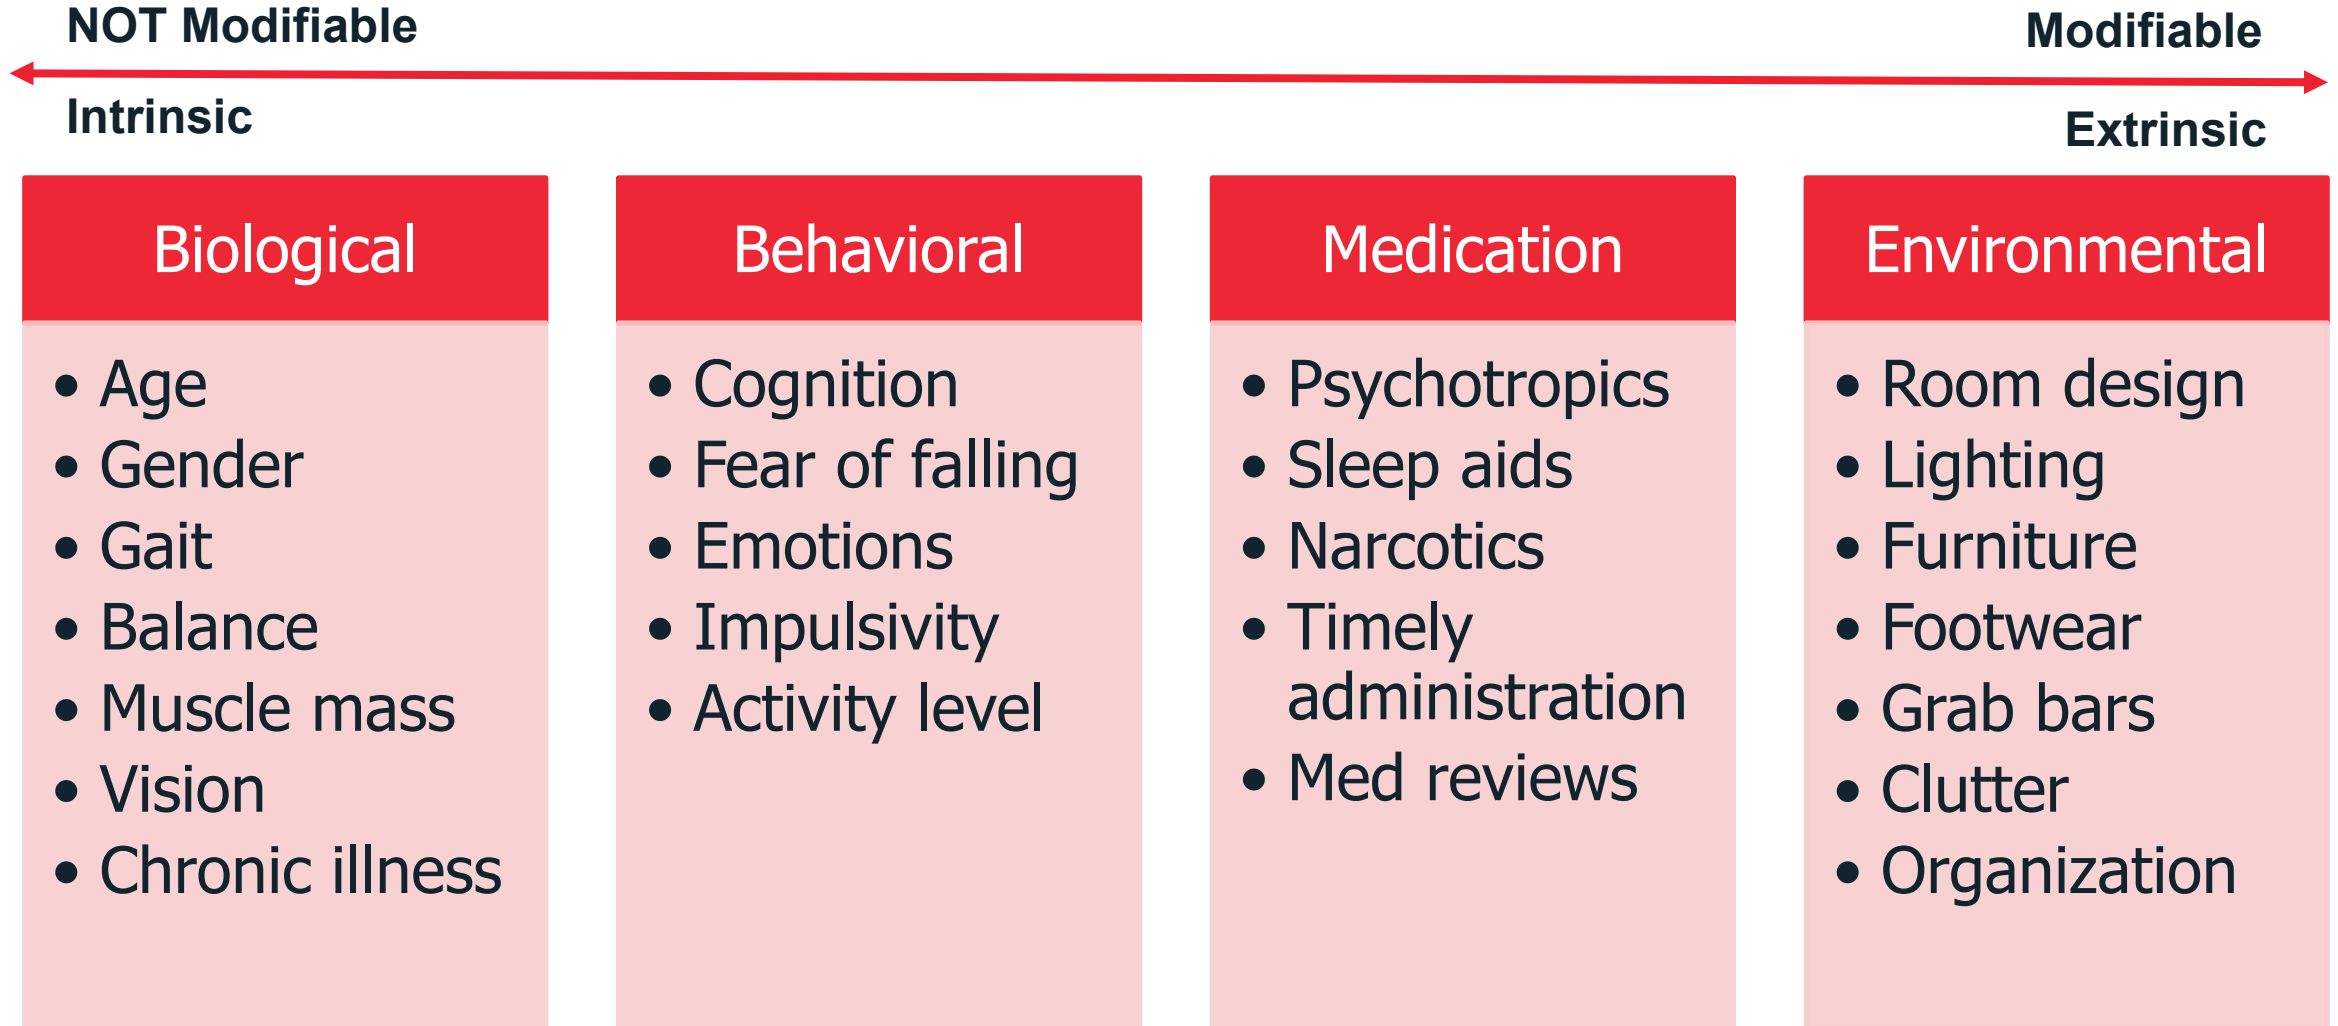 NOT Modifiable
Modifiable
Intrinsic
Extrinsic
Biological
• Age
• Gender
• Gait
• Balance
• Muscle mass
• Vision
• Chronic illness
Behavioral
• Cognition
• Fear of falling
• Emotions
• Impulsivity
• Activity level
Medication
• Psychotropics
• Sleep aids
• Narcotics
• Timely
administration
• Med reviews
Environmental
• Room design
• Lighting
• Furniture
• Footwear
• Grab bars
• Clutter
• Organization